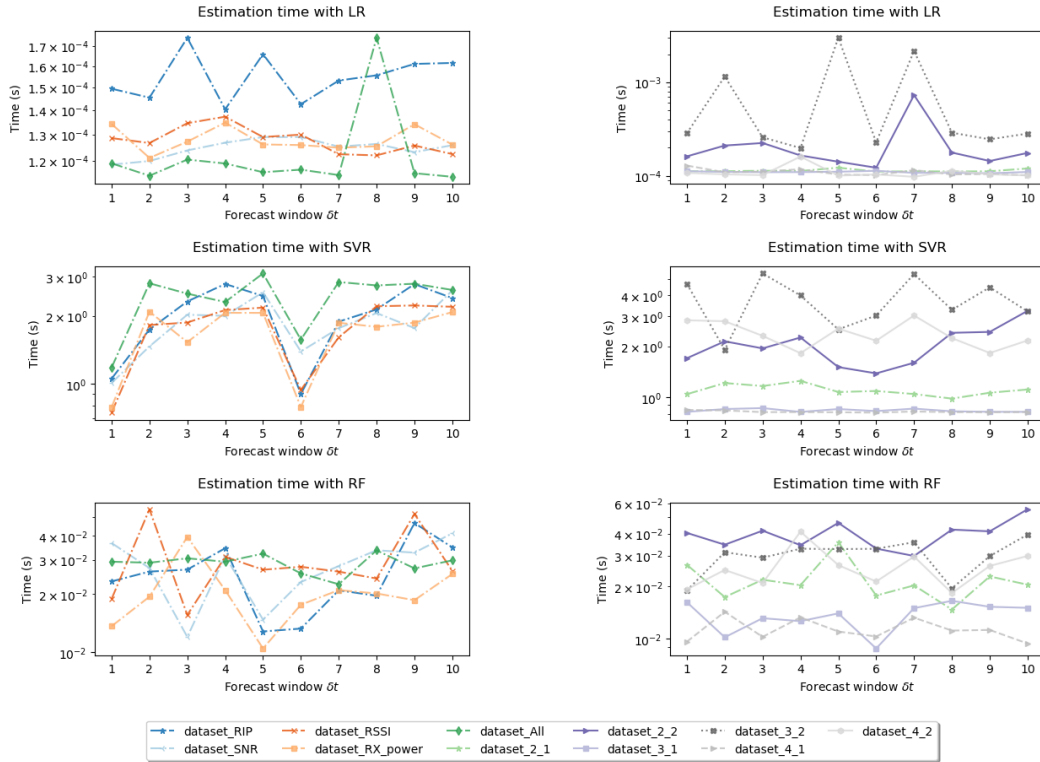 Estimation time with LR
Time (s)
1.7 × 10⁻⁴
1.6 × 10⁻⁴
1.5 × 10⁻⁴
1.4 × 10⁻⁴
1.3 × 10⁻⁴
1.2 × 10⁻⁴
1 2 3 4 5 6 7 8 9 10
Forecast window δt
Estimation time with LR
Time (s)
10⁻³
10⁻⁴
1 2 3 4 5 6 7 8 9 10
Forecast window δt
Estimation time with SVR
Time (s)
3 × 10⁰
2 × 10⁰
10⁰
1 2 3 4 5 6 7 8 9 10
Forecast window δt
Estimation time with SVR
Time (s)
4 × 10⁰
3 × 10⁰
2 × 10⁰
10⁰
1 2 3 4 5 6 7 8 9 10
Forecast window δt
Estimation time with RF
Time (s)
4 × 10⁻²
3 × 10⁻²
2 × 10⁻²
10⁻²
1 2 3 4 5 6 7 8 9 10
Forecast window δt
Estimation time with RF
Time (s)
6 × 10⁻²
4 × 10⁻²
3 × 10⁻²
2 × 10⁻²
10⁻²
1 2 3 4 5 6 7 8 9 10
Forecast window δt
dataset_RIP dataset_RSSI dataset_All dataset_2_2 dataset_3_2 dataset_4_2
dataset_SNR dataset_RX_power dataset_2_1 dataset_3_1 dataset_4_1